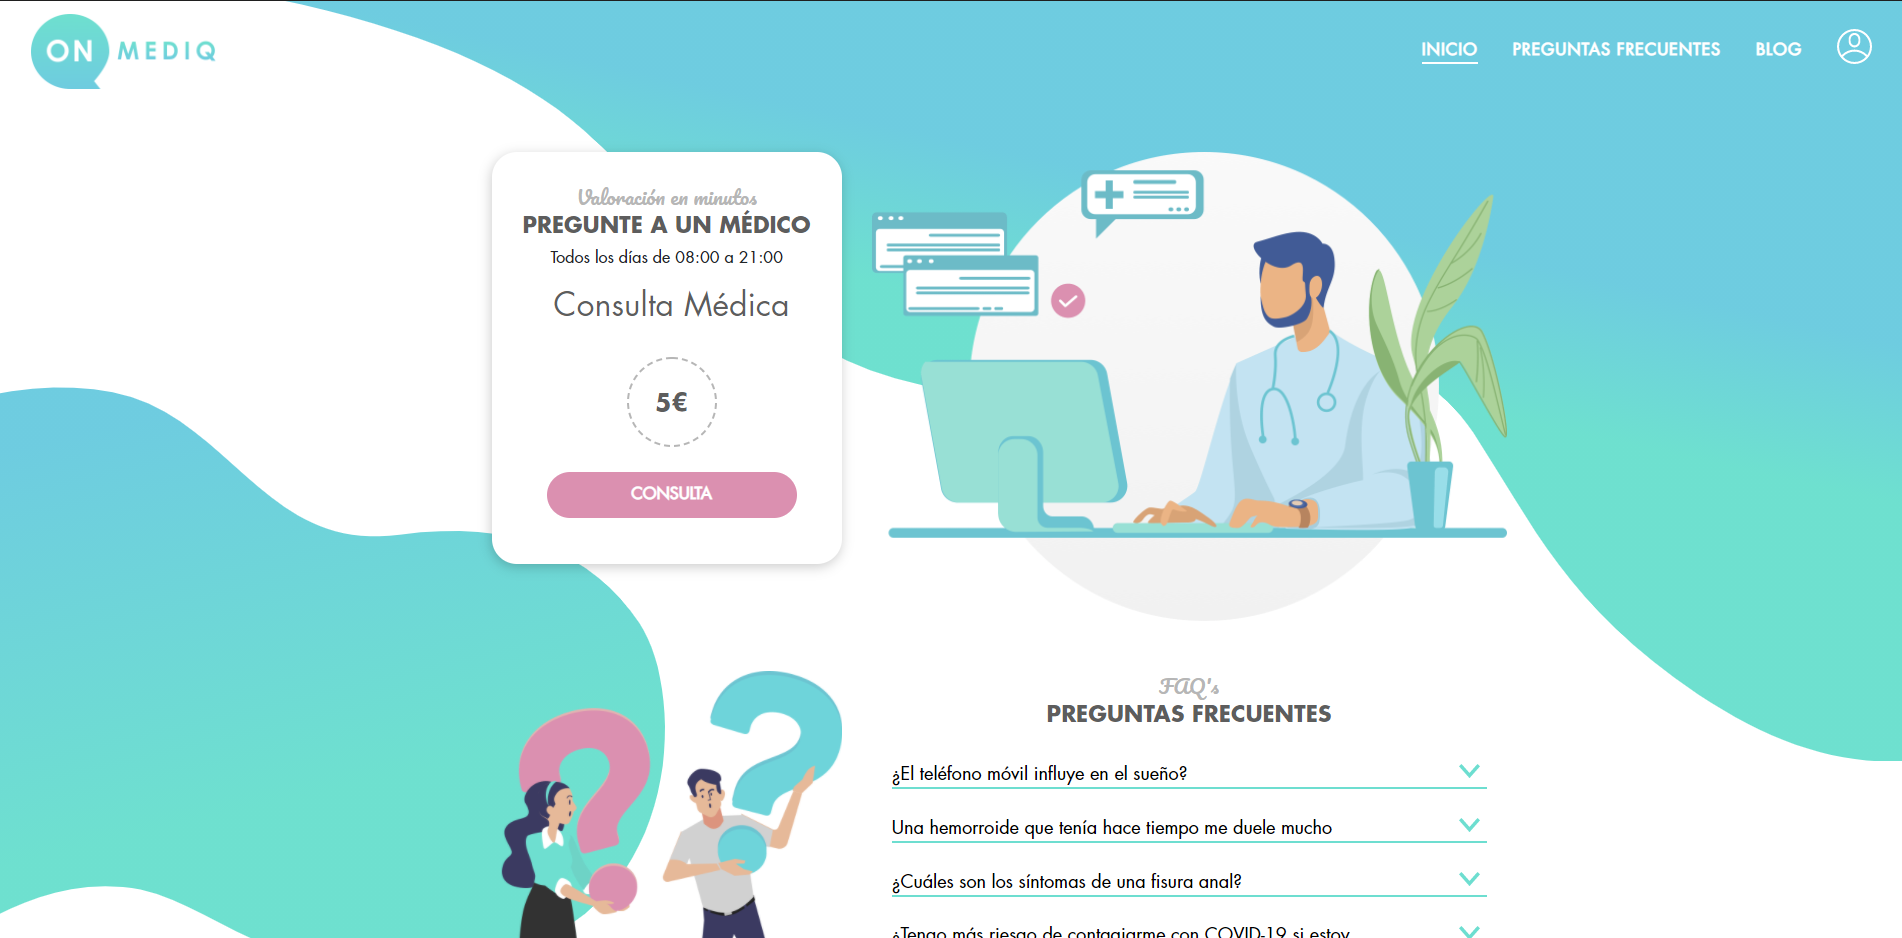 ON MEDIQ
INICIO
PREGUNTAS FRECUENTES
BLOG
Valoración en minutos
PREGUNTE A UN MÉDICO
Todos los días de 08:00 a 21:00
Consulta Médica
5€
CONSULTA
FAQ's
PREGUNTAS FRECUENTES
¿El teléfono móvil influye en el sueño?
Una hemorroide que tenía hace tiempo me duele mucho
¿Cuáles son los síntomas de una fisura anal?
¿Tengo más riesgo de contagiarme con COVID-19 si estoy